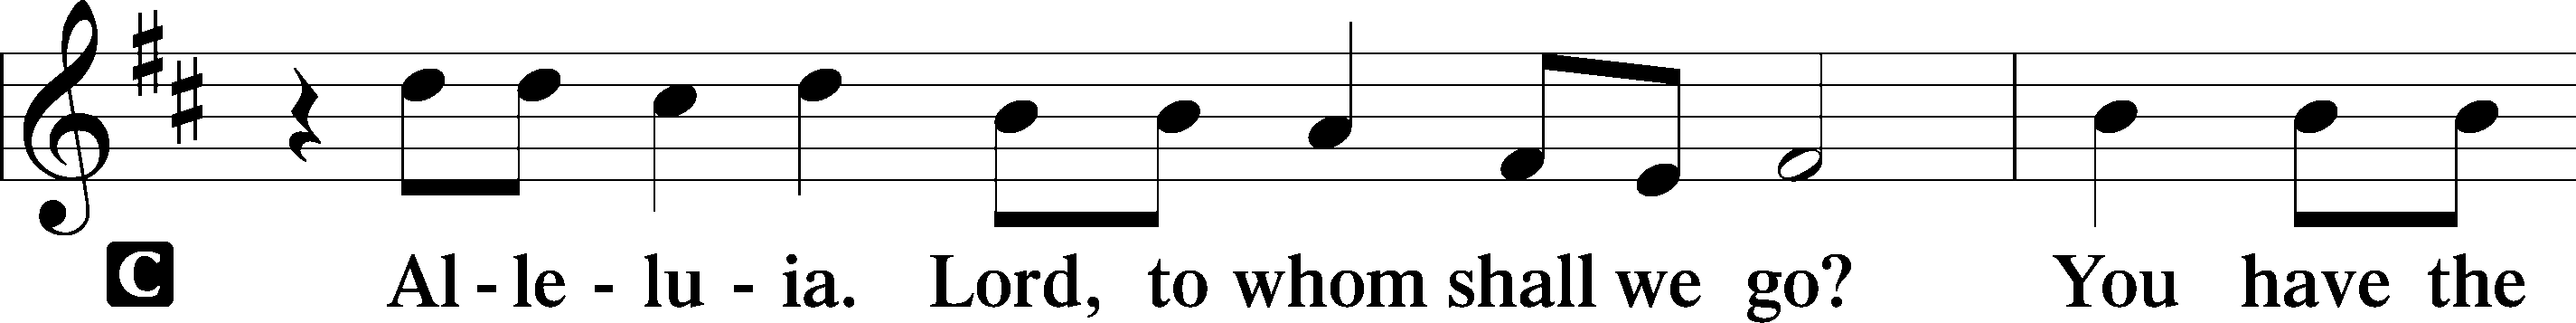 C Al - le - lu - ia. Lord, to whom shall we go? You have the